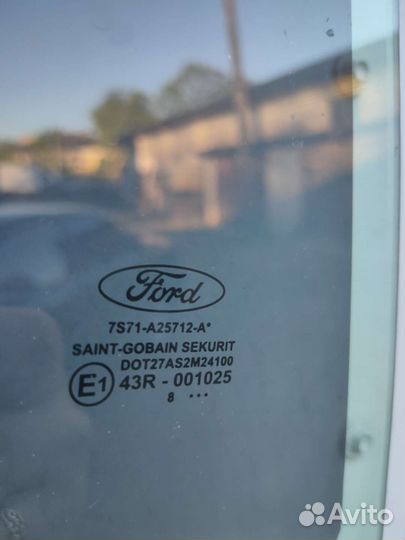 Ford
7S71-A25712-A*
SAINT-GOBAIN SEKURIT
DOT27AS2M24100
E1 43R - 001025
8 •••
Avito